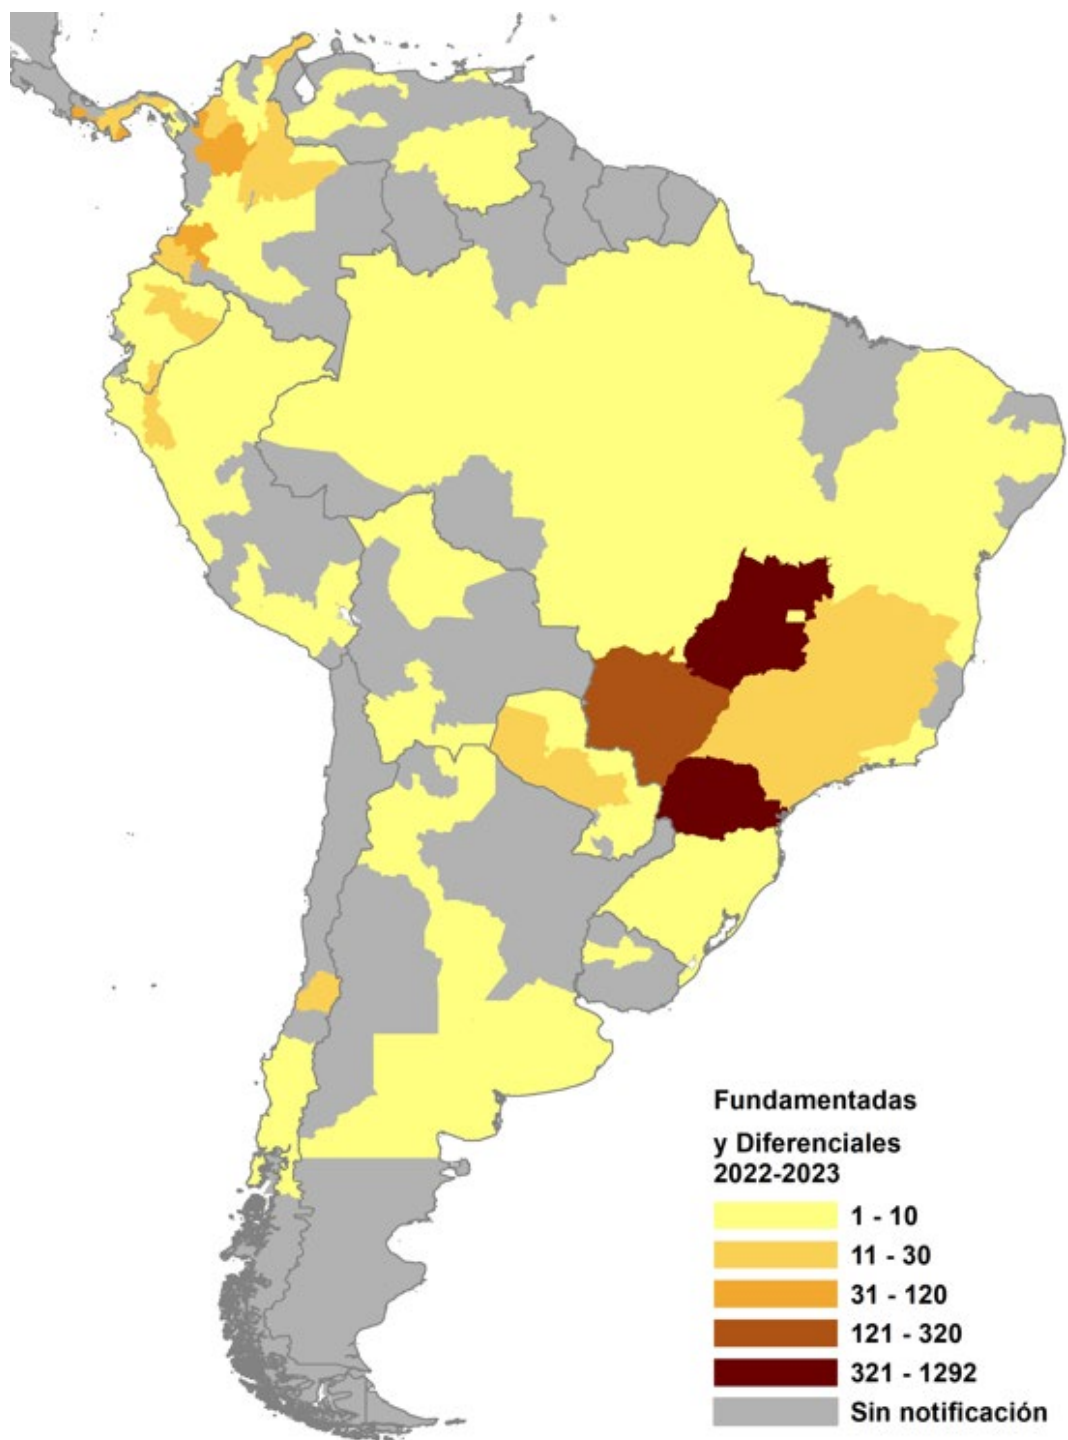 Fundamentadas
y Diferenciales
2022-2023
1 - 10
11 - 30
31 - 120
121 - 320
321 - 1292
Sin notificación